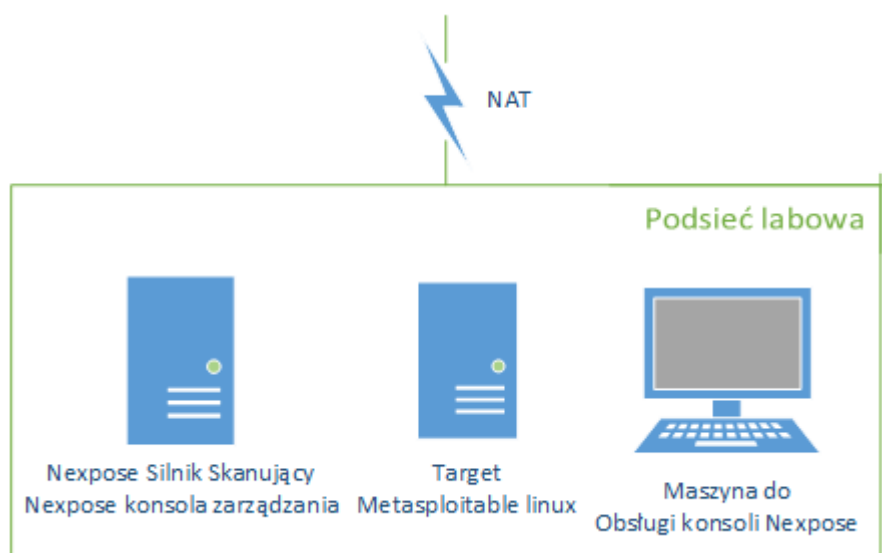 NAT
Podsieć labowa
Nexpose Silnik Skanujący
Nexpose konsola zarządzania
Target
Metasploitable linux
Maszyna do
Obsługi konsoli Nexpose